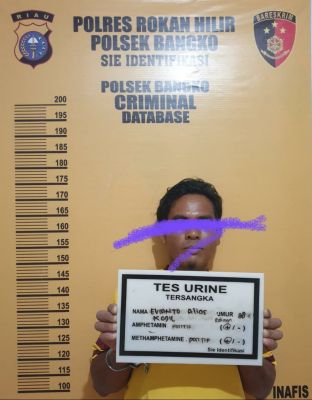 RIAU
POLRES ROKAN HILIR
POLSEK BANGKO
SIE IDENTIFIKASI
BARESKRIM
POLSEK BANGKO
CRIMINAL
DATABASE
200
195
190
185
180
175
170
165
160
155
150
145
140
135
130
125
120
115
110
105
100
TES URINE
TERSANGKA
NAMA UMUR
AMPHETAMIN POSITIF (+/-)
METHAMPHETAMINE. POSITIF (+/-)
Sie Identifikasi
INAFIS